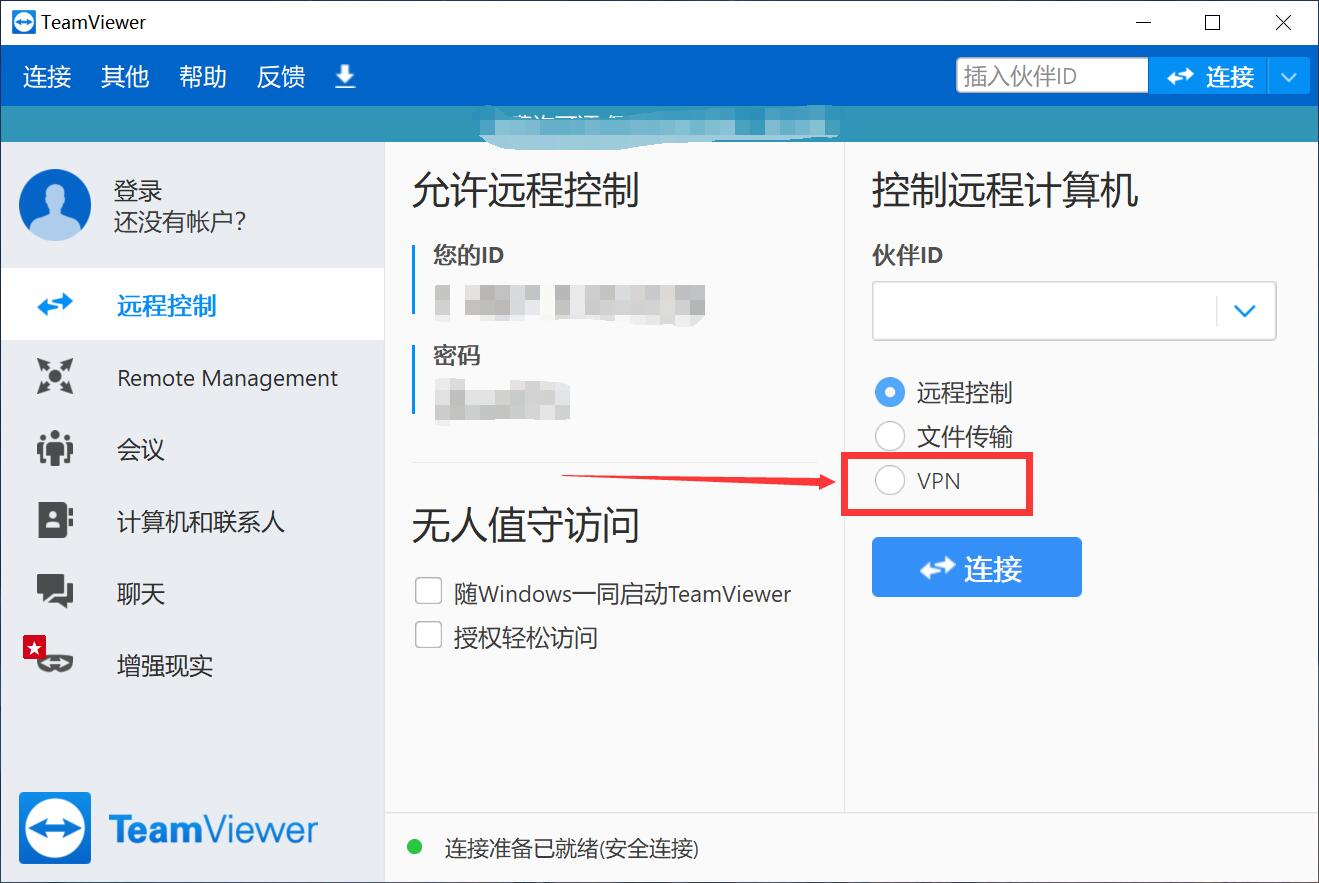 TeamViewer
连接 其他 帮助 反馈
插入伙伴ID
连接
登录
还没有帐户?
远程控制
Remote Management
会议
计算机和联系人
聊天
增强现实
TeamViewer
允许远程控制
您的ID
密码
无人值守访问
随Windows一同启动TeamViewer
授权轻松访问
控制远程计算机
伙伴ID
远程控制
文件传输
VPN
连接
连接准备已就绪(安全连接)